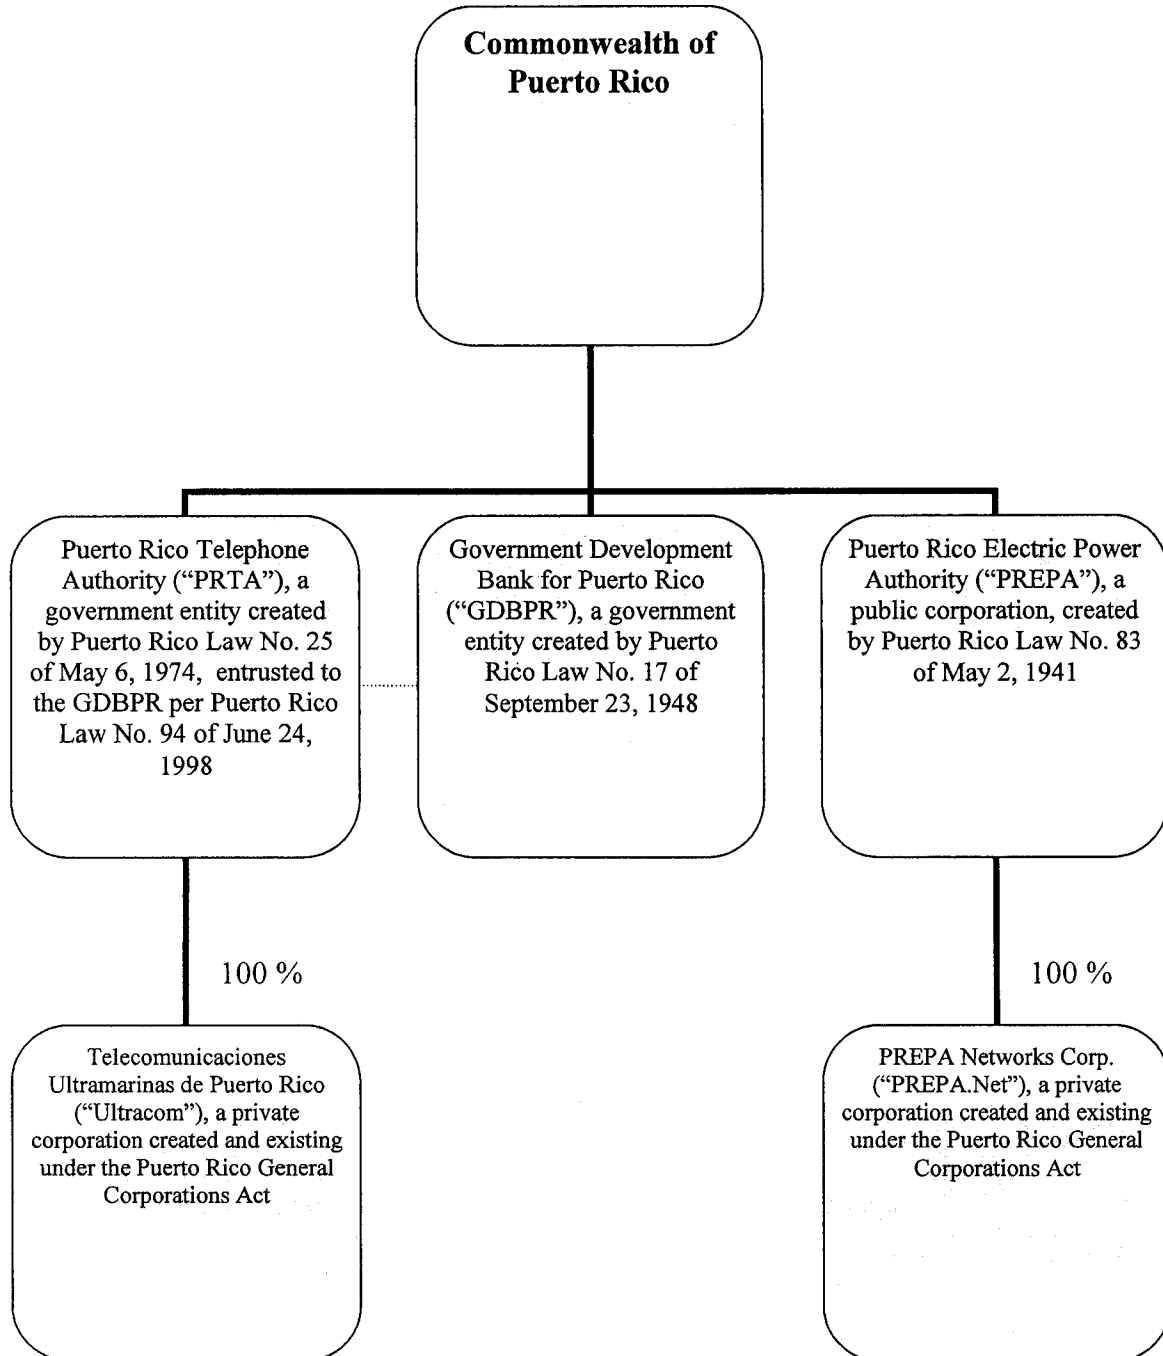 Commonwealth of
Puerto Rico
Puerto Rico Telephone
Authority (“PRTA”), a
government entity created
by Puerto Rico Law No. 25
of May 6, 1974, entrusted to
the GDBPR per Puerto Rico
Law No. 94 of June 24,
1998
Government Development
Bank for Puerto Rico
(“GDBPR”), a government
entity created by Puerto
Rico Law No. 17 of
September 23, 1948
Puerto Rico Electric Power
Authority (“PREPA”), a
public corporation, created
by Puerto Rico Law No. 83
of May 2, 1941
100 %
100 %
Telecomunicaciones
Ultramarinas de Puerto Rico
(“Ultracom”), a private
corporation created and existing
under the Puerto Rico General
Corporations Act
PREPA Networks Corp.
(“PREPA.Net”), a private
corporation created and existing
under the Puerto Rico General
Corporations Act